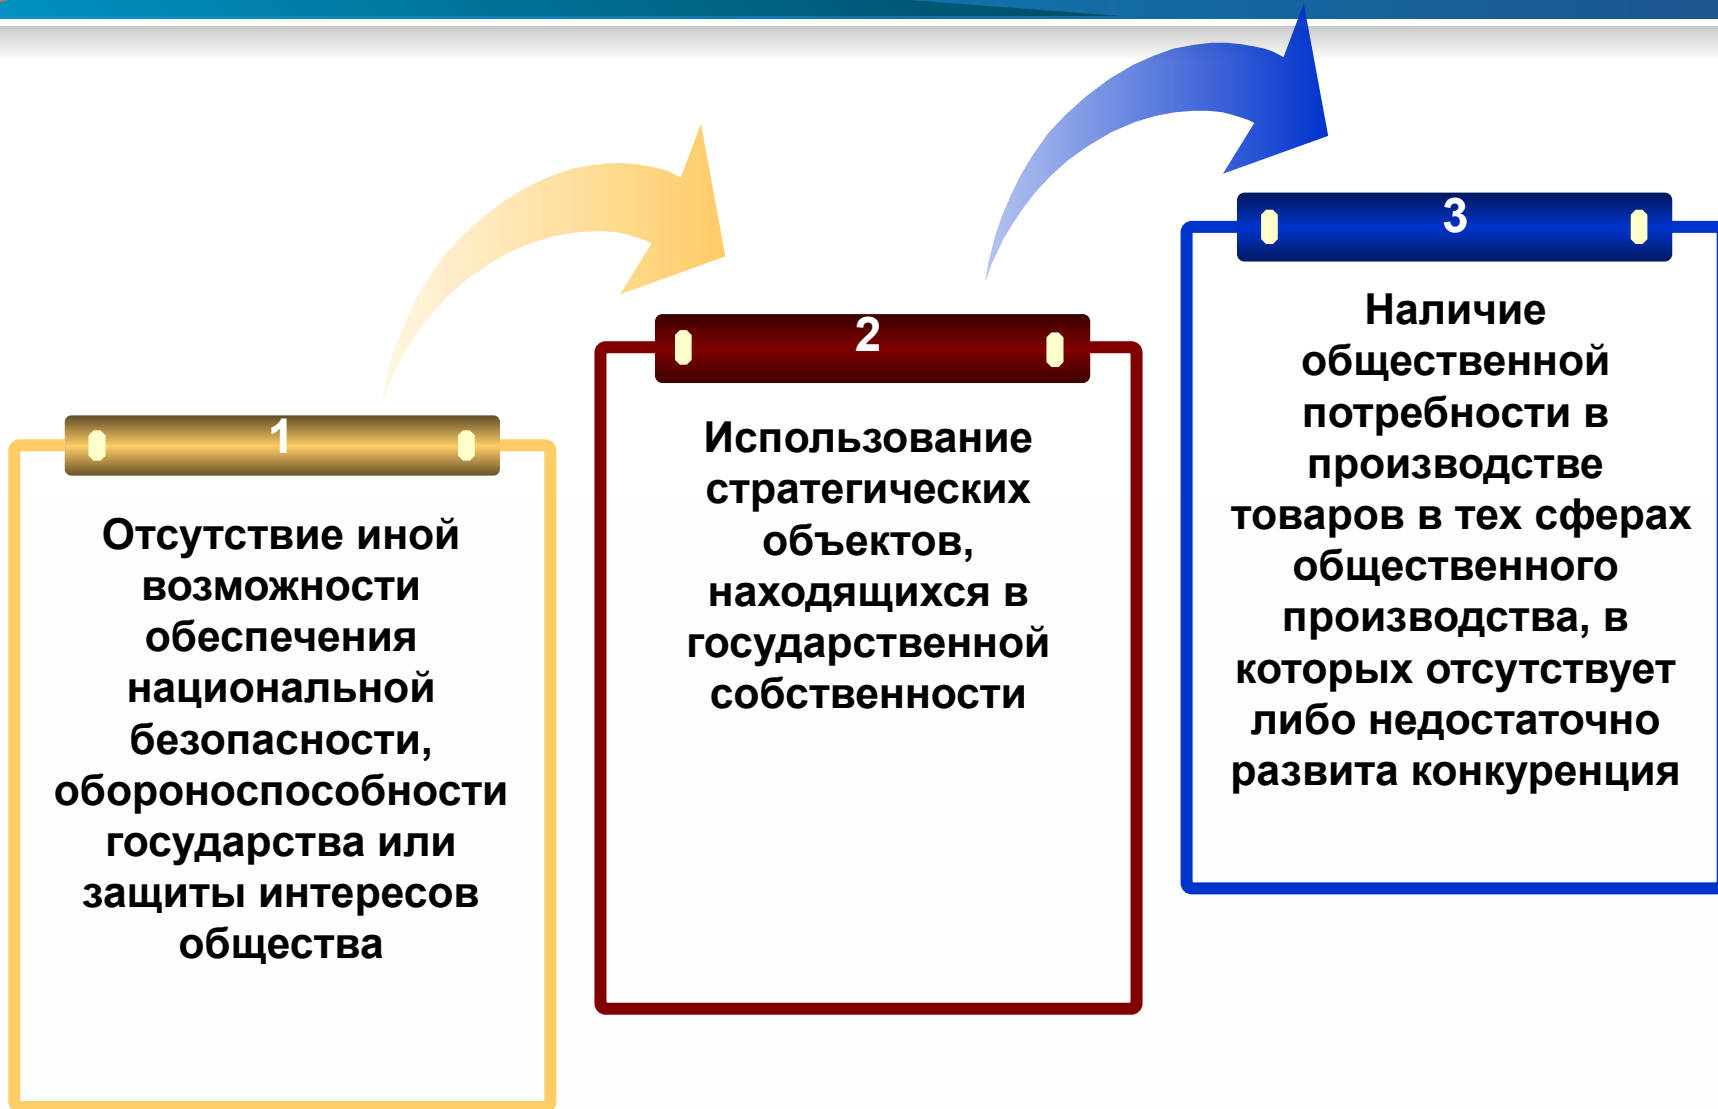 1
Отсутствие иной
возможности
обеспечения
национальной
безопасности,
обороноспособности
государства или
защиты интересов
общества
2
Использование
стратегических
объектов,
находящихся в
государственной
собственности
3
Наличие
общественной
потребности в
производстве
товаров в тех сферах
общественного
производства, в
которых отсутствует
либо недостаточно
развита конкуренция